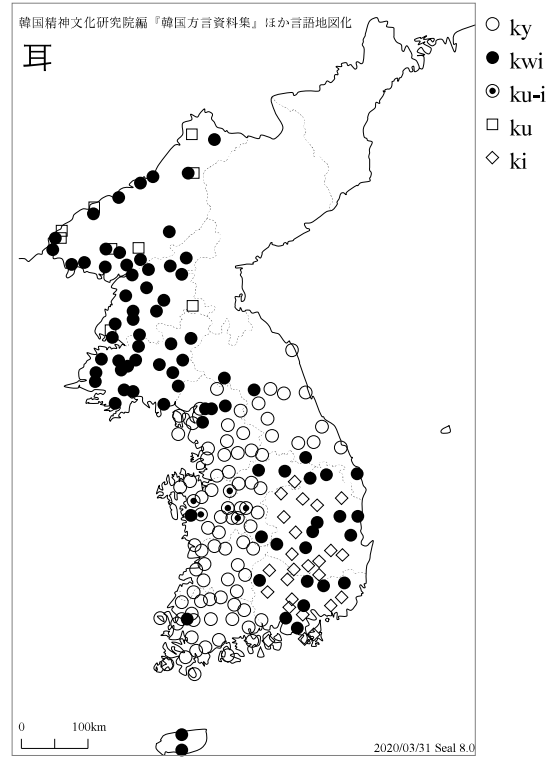 韓国精神文化研究院編『韓国方言資料集』ほか言語地図化
耳
ky
kwi
ku-i
ku
ki
0 100km
2020/03/31 Seal 8.0